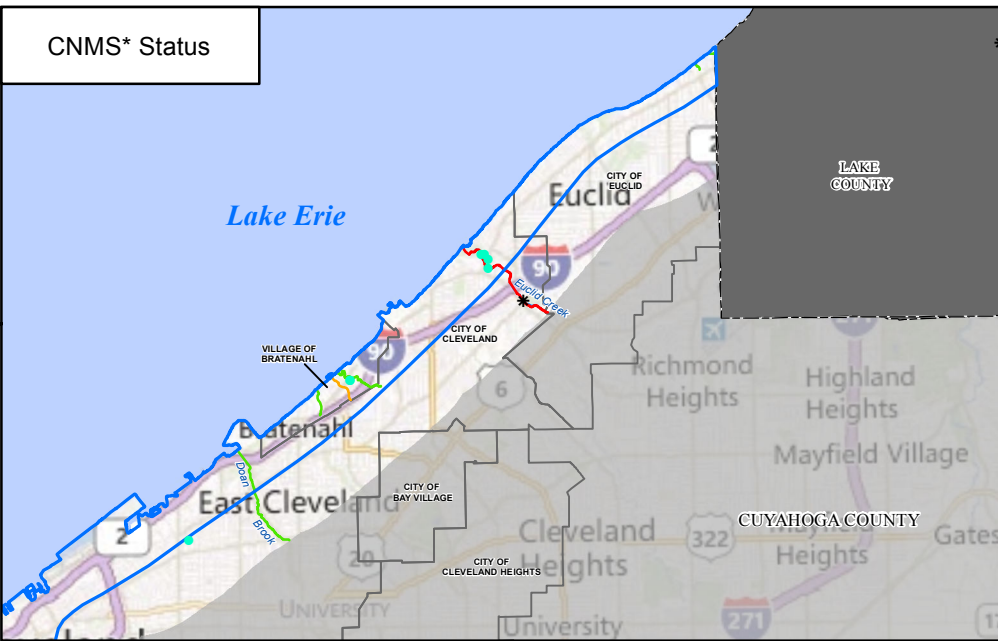 CNMS* Status
2
LAKE
COUNTY
W
CITY OF
EUCLID
Euclid
Lake Erie
90
Euclid Creek
*
CITY OF
CLEVELAND
VILLAGE OF
BRATENAHL
90
6
Richmond
Heights
Highland
Heights
Bratenahl
Mayfield Village
Doan
Brook
East Cleveland
CITY OF
BAY VILLAGE
CUYAHOGA COUNTY
2
Cleveland
Heights
322
Mayfield
Heights
Gates
20
CITY OF
CLEVELAND HEIGHTS
UNIVERSITY
University
271